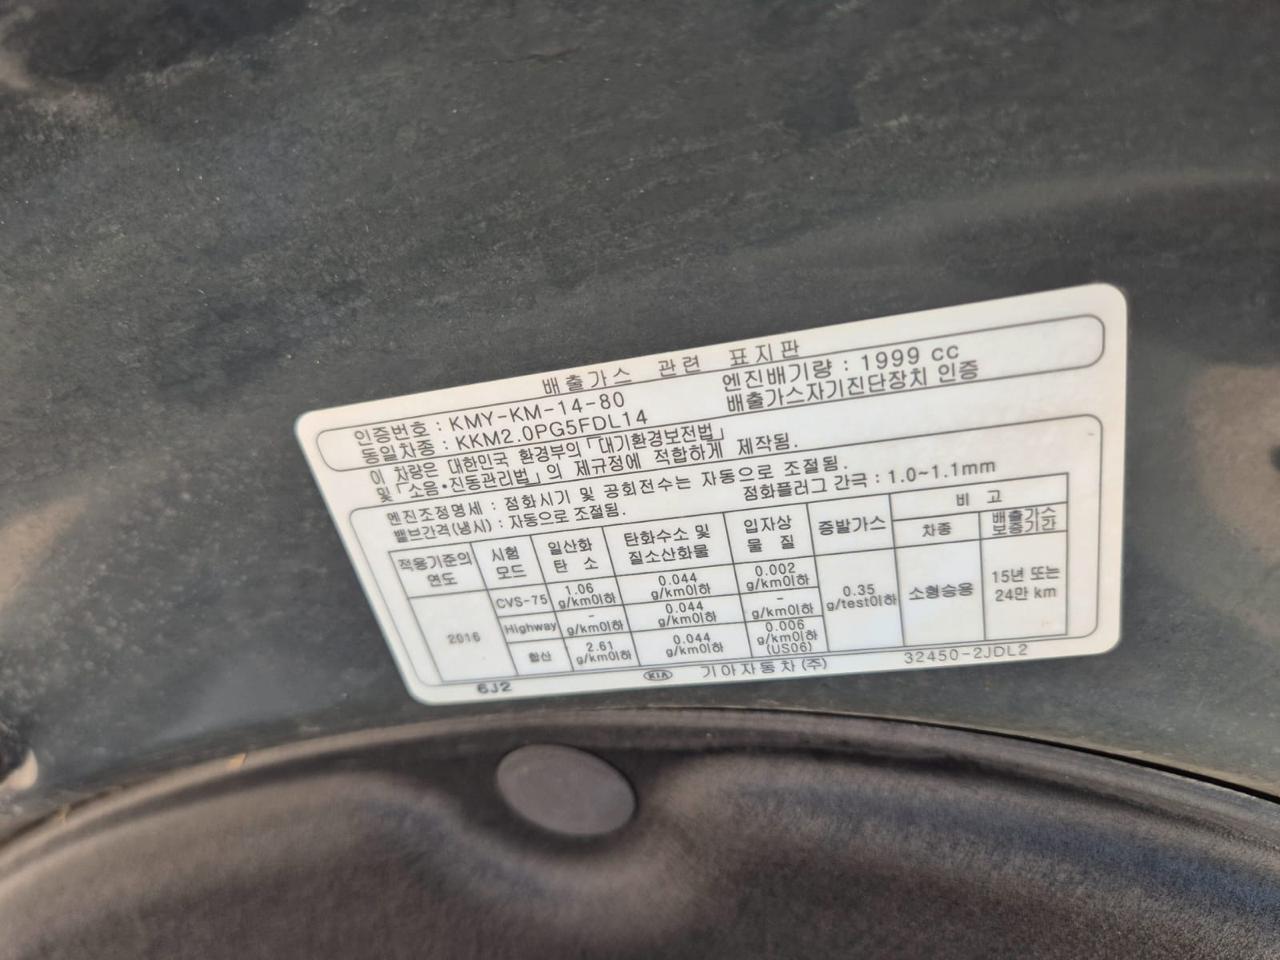 배출가스 관련 표지판
인증번호 : KMY-KM-14-80 엔진배기량 : 1999 cc
동일차종 : KKM2.0PG5FDL14 배출가스자기진단장치 인증
이 차량은 대한민국 환경부의 「대기환경보전법」
및 「소음•진동관리법」의 제규정에 적합하게 제작됨.
엔진조정명세 : 점화시기 및 공회전수는 자동으로 조절됨.
밸브간격(냉시) : 자동으로 조절됨. 점화플러그 간극 : 1.0~1.1mm
적용기준의 연도 시험 모드 일산화 탄소 탄화수소 및 질소산화물 입자상 물질 증발가스 비고
차종 배출가스 보증기간
2016 CVS-75 1.06 g/km이하 0.044 g/km이하 0.002 g/km이하 0.35 g/test이하 소형승용 15년 또는 24만 km
Highway - g/km이하 0.044 g/km이하 - g/km이하
합산 2.61 g/km이하 0.044 g/km이하 0.006 g/km이하 (US06)
6J2 KIA 기아자동차(주) 32450-2JDL2